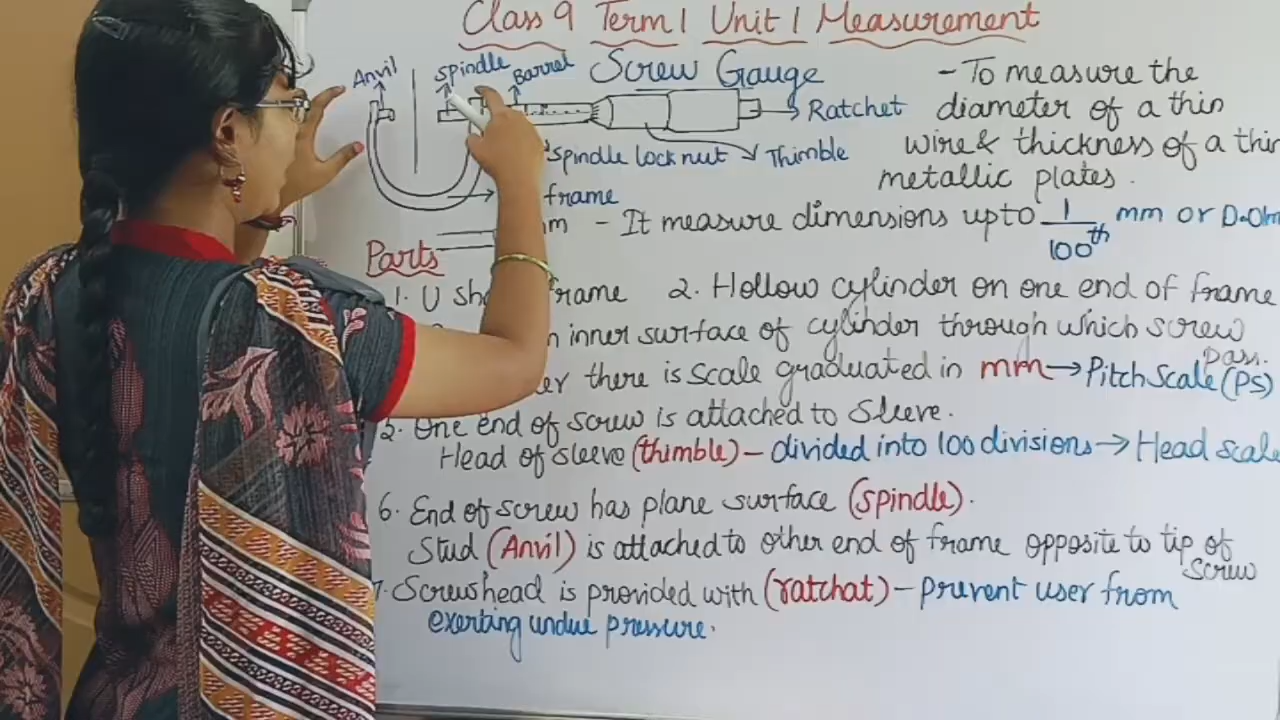 Class 9 Term 1 Unit 1 Measurement
Anvil
Spindle
Barrel
Screw Gauge
Ratchet
Spindle lock nut
Thimble
frame
- To measure the
diameter of a thin
wire & thickness of a thin
metallic plates.
- It measure dimensions upto 1/100th mm or 0.01m
Parts
1. U frame 2. Hollow cylinder on one end of frame
inner surface of cylinder through which screw
pass.
there is scale graduated in mm → Pitch Scale (PS)
One end of screw is attached to Sleeve.
Head of sleeve (thimble) - divided into 100 divisions → Head scale
6. End of screw has plane surface (spindle).
Stud (Anvil) is attached to other end of frame opposite to tip of
Screw
7. Screwhead is provided with (ratchat) - prevent user from
exerting undue pressure.